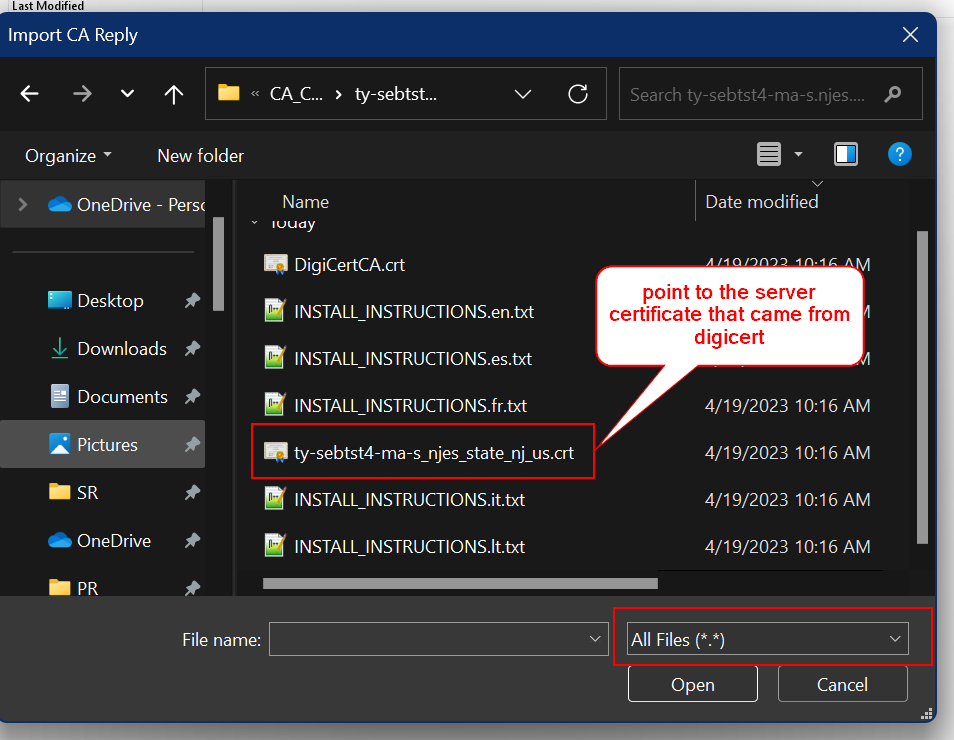 Last Modified
Import CA Reply
« CA_C... › ty-sebtst...
Search ty-sebtst4-ma-s.njes....
Organize
New folder
?
OneDrive - Perso
Desktop
Downloads
Documents
Pictures
SR
OneDrive
PR
Name
Date modified
Today
DigiCertCA.crt
4/19/2023 10:16 AM
INSTALL_INSTRUCTIONS.en.txt
INSTALL_INSTRUCTIONS.es.txt
INSTALL_INSTRUCTIONS.fr.txt
4/19/2023 10:16 AM
ty-sebtst4-ma-s_njes_state_nj_us.crt
4/19/2023 10:16 AM
INSTALL_INSTRUCTIONS.it.txt
4/19/2023 10:16 AM
INSTALL_INSTRUCTIONS.lt.txt
4/19/2023 10:16 AM
point to the server
certificate that came from
digicert
File name:
All Files (*.*)
Open
Cancel